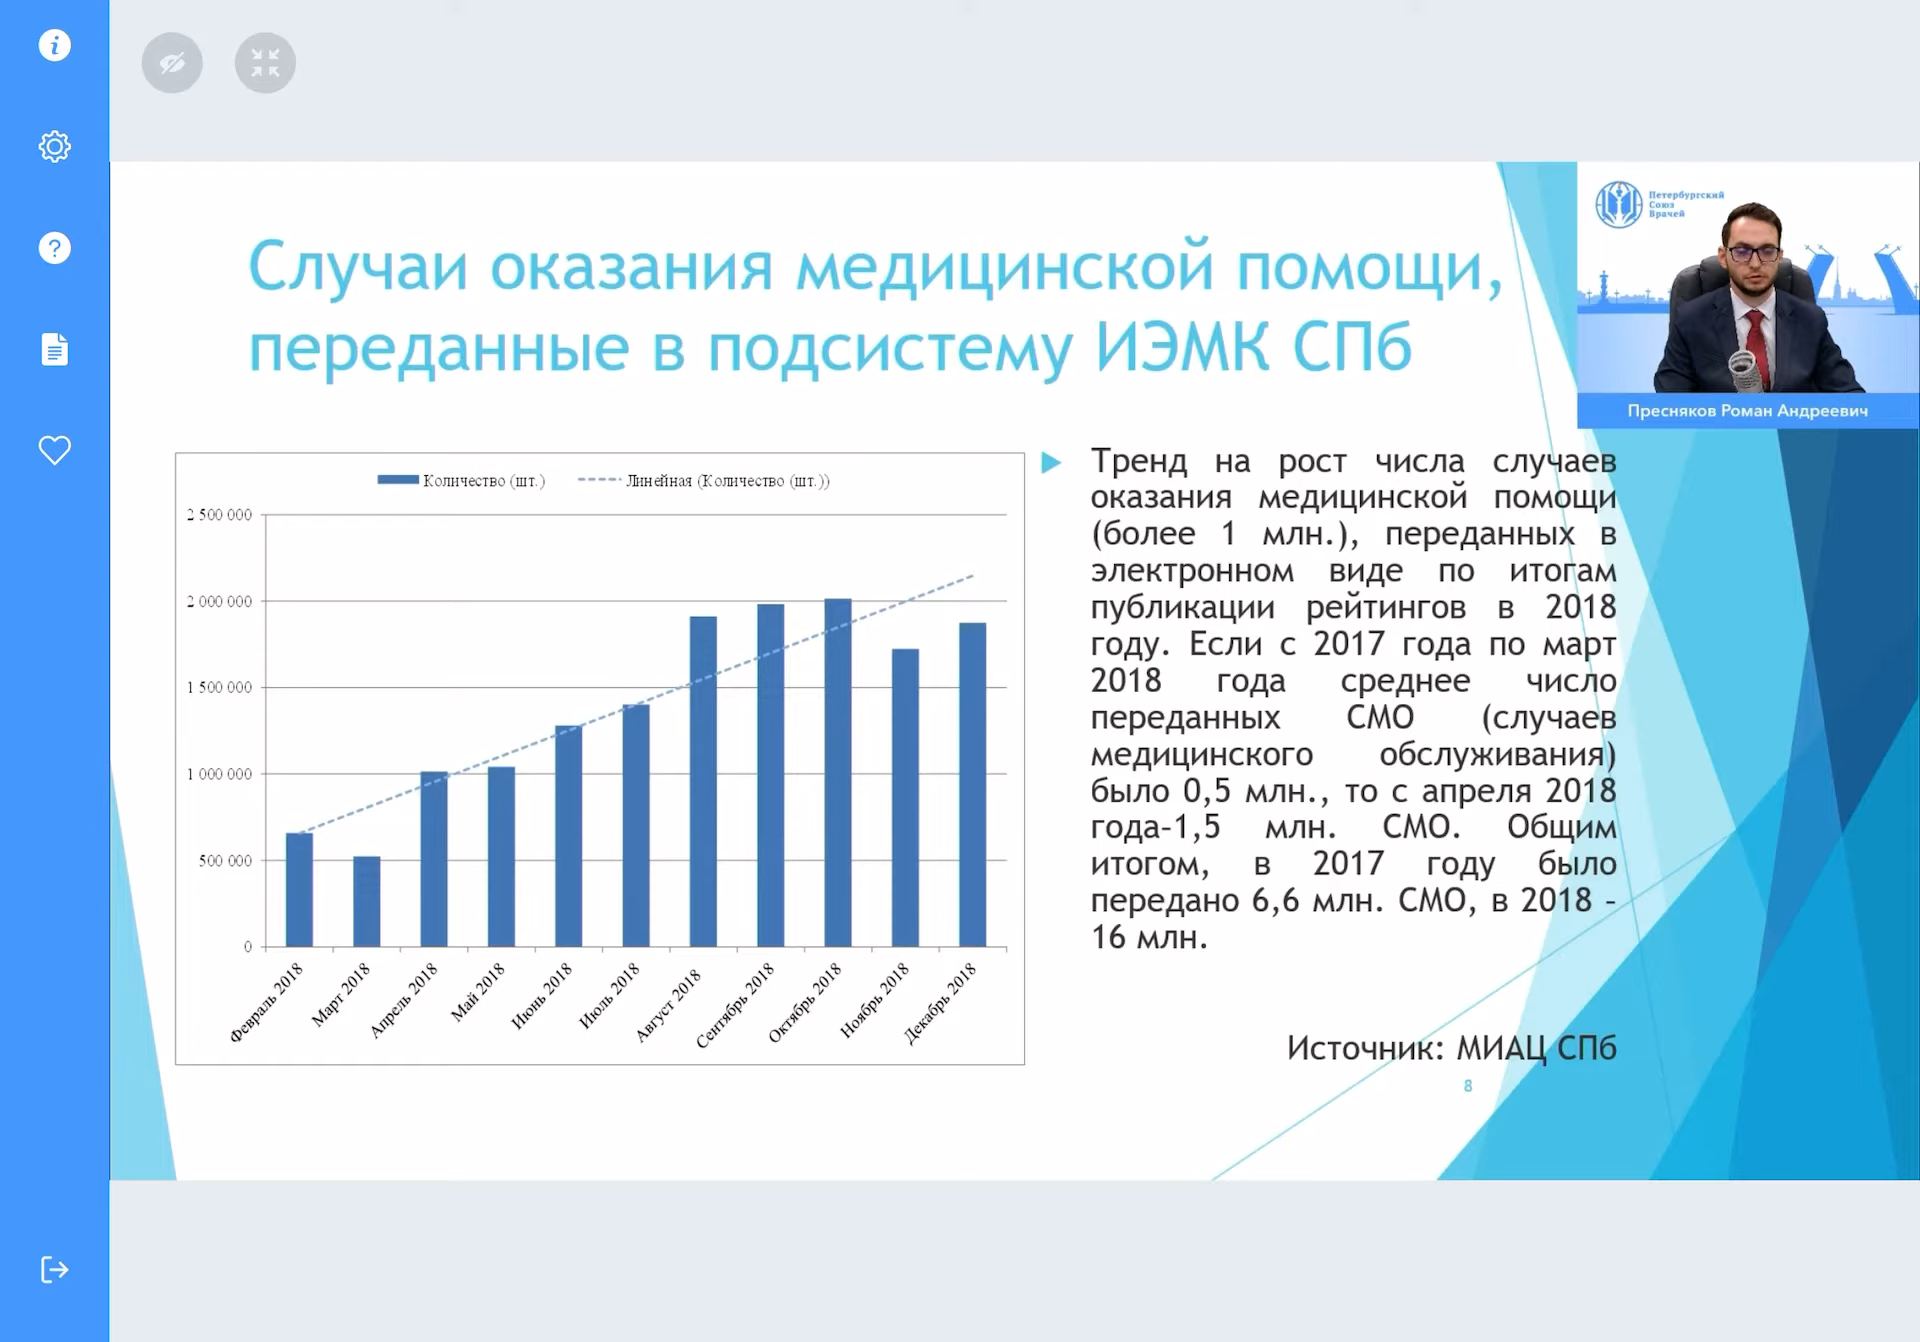 Петербургский
Союз
Врачей
Случаи оказания медицинской помощи,
переданные в подсистему ИЭМК СПб
Пресняков Роман Андреевич
Количество (шт.)
Линейная (Количество (шт.))
2 500 000
2 000 000
1 500 000
1 000 000
500 000
0
Февраль 2018
Март 2018
Апрель 2018
Май 2018
Июнь 2018
Июль 2018
Август 2018
Сентябрь 2018
Октябрь 2018
Ноябрь 2018
Декабрь 2018
Тренд на рост числа случаев
оказания медицинской помощи
(более 1 млн.), переданных в
электронном виде по итогам
публикации рейтингов в 2018
году. Если с 2017 года по март
2018 года среднее число
переданных СМО (случаев
медицинского обслуживания)
было 0,5 млн., то с апреля 2018
года-1,5 млн. СМО. Общим
итогом, в 2017 году было
передано 6,6 млн. СМО, в 2018 -
16 млн.
Источник: МИАЦ СПб
8